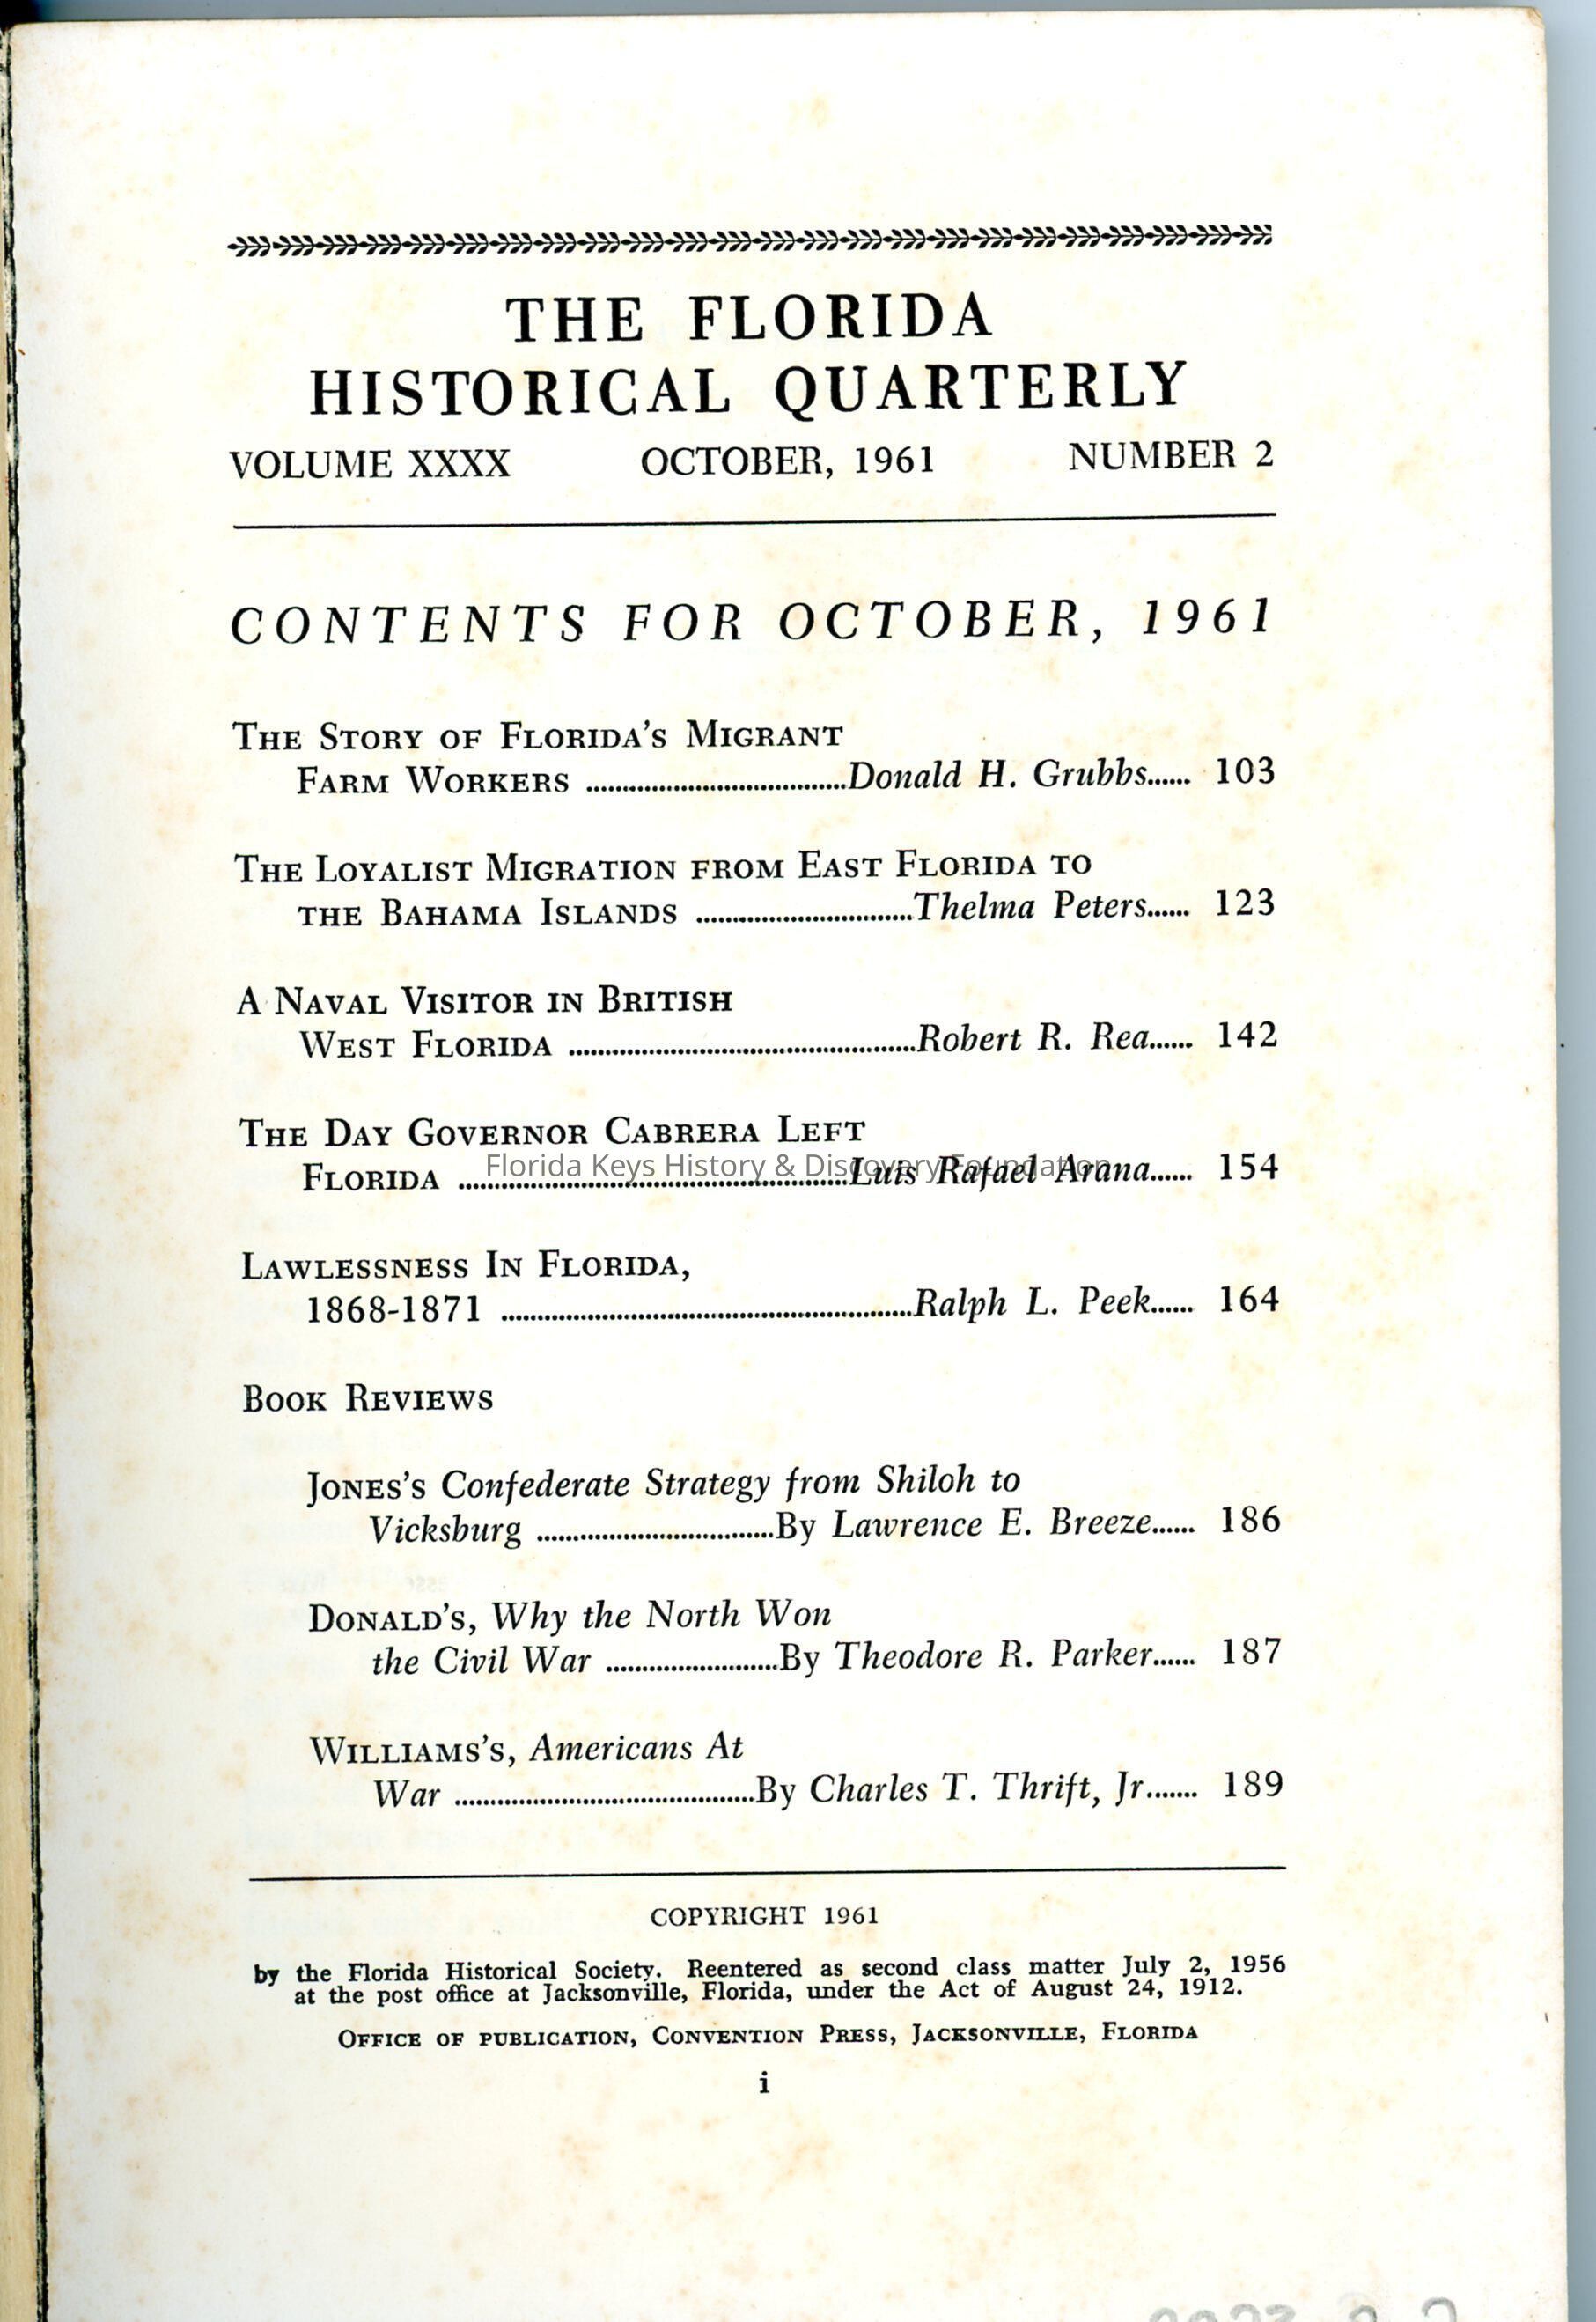 THE FLORIDA
HISTORICAL QUARTERLY
VOLUME XXXX OCTOBER, 1961 NUMBER 2
CONTENTS FOR OCTOBER, 1961
THE STORY OF FLORIDA'S MIGRANT
FARM WORKERS ....................................Donald H. Grubbs...... 103
THE LOYALIST MIGRATION FROM EAST FLORIDA TO
THE BAHAMA ISLANDS ..............................Thelma Peters...... 123
A NAVAL VISITOR IN BRITISH
WEST FLORIDA ................................................Robert R. Rea...... 142
THE DAY GOVERNOR CABRERA LEFT
FLORIDA ......................................................Luis Rafael Arana...... 154
Florida Keys History & Discovery Foundation
LAWLESSNESS IN FLORIDA,
1868-1871 .........................................................Ralph L. Peek...... 164
BOOK REVIEWS
JONES'S Confederate Strategy from Shiloh to
Vicksburg .................................By Lawrence E. Breeze...... 186
DONALD'S, Why the North Won
the Civil War ........................By Theodore R. Parker...... 187
WILLIAMS'S, Americans At
War ..........................................By Charles T. Thrift, Jr....... 189
COPYRIGHT 1961
by the Florida Historical Society. Reentered as second class matter July 2, 1956
at the post office at Jacksonville, Florida, under the Act of August 24, 1912.
OFFICE OF PUBLICATION, CONVENTION PRESS, JACKSONVILLE, FLORIDA
i